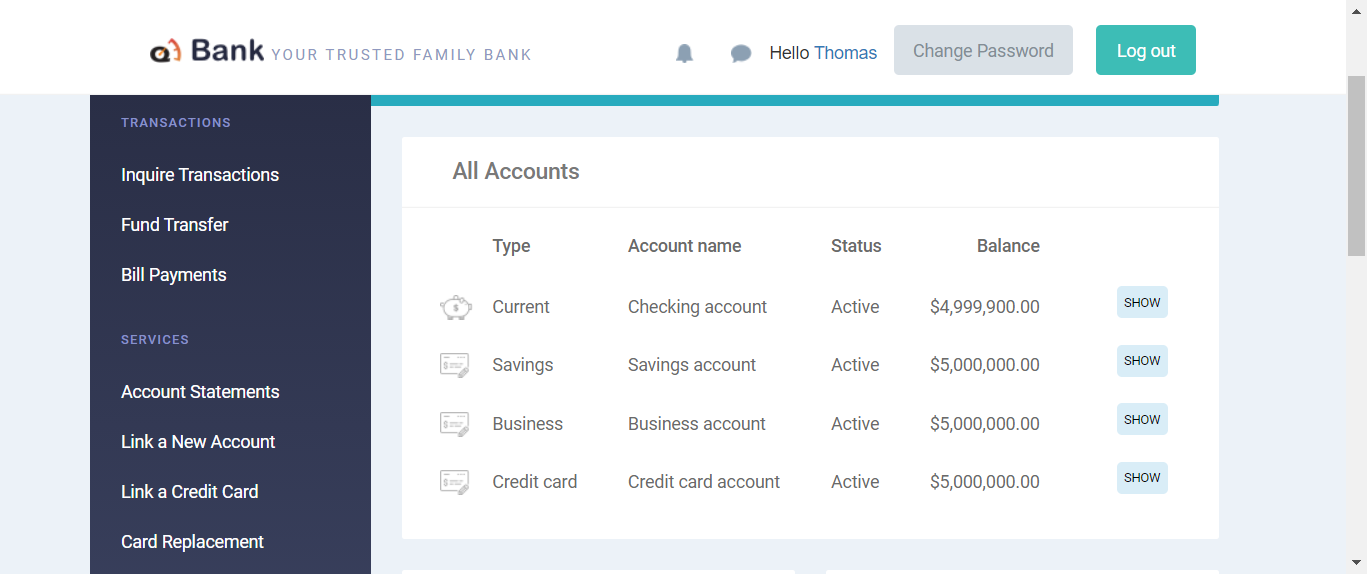 Bank YOUR TRUSTED FAMILY BANK
Hello Thomas
Change Password
Log out
TRANSACTIONS
Inquire Transactions
Fund Transfer
Bill Payments
SERVICES
Account Statements
Link a New Account
Link a Credit Card
Card Replacement
All Accounts
Type Account name Status Balance
Current Checking account Active $4,999,900.00 SHOW
Savings Savings account Active $5,000,000.00 SHOW
Business Business account Active $5,000,000.00 SHOW
Credit card Credit card account Active $5,000,000.00 SHOW